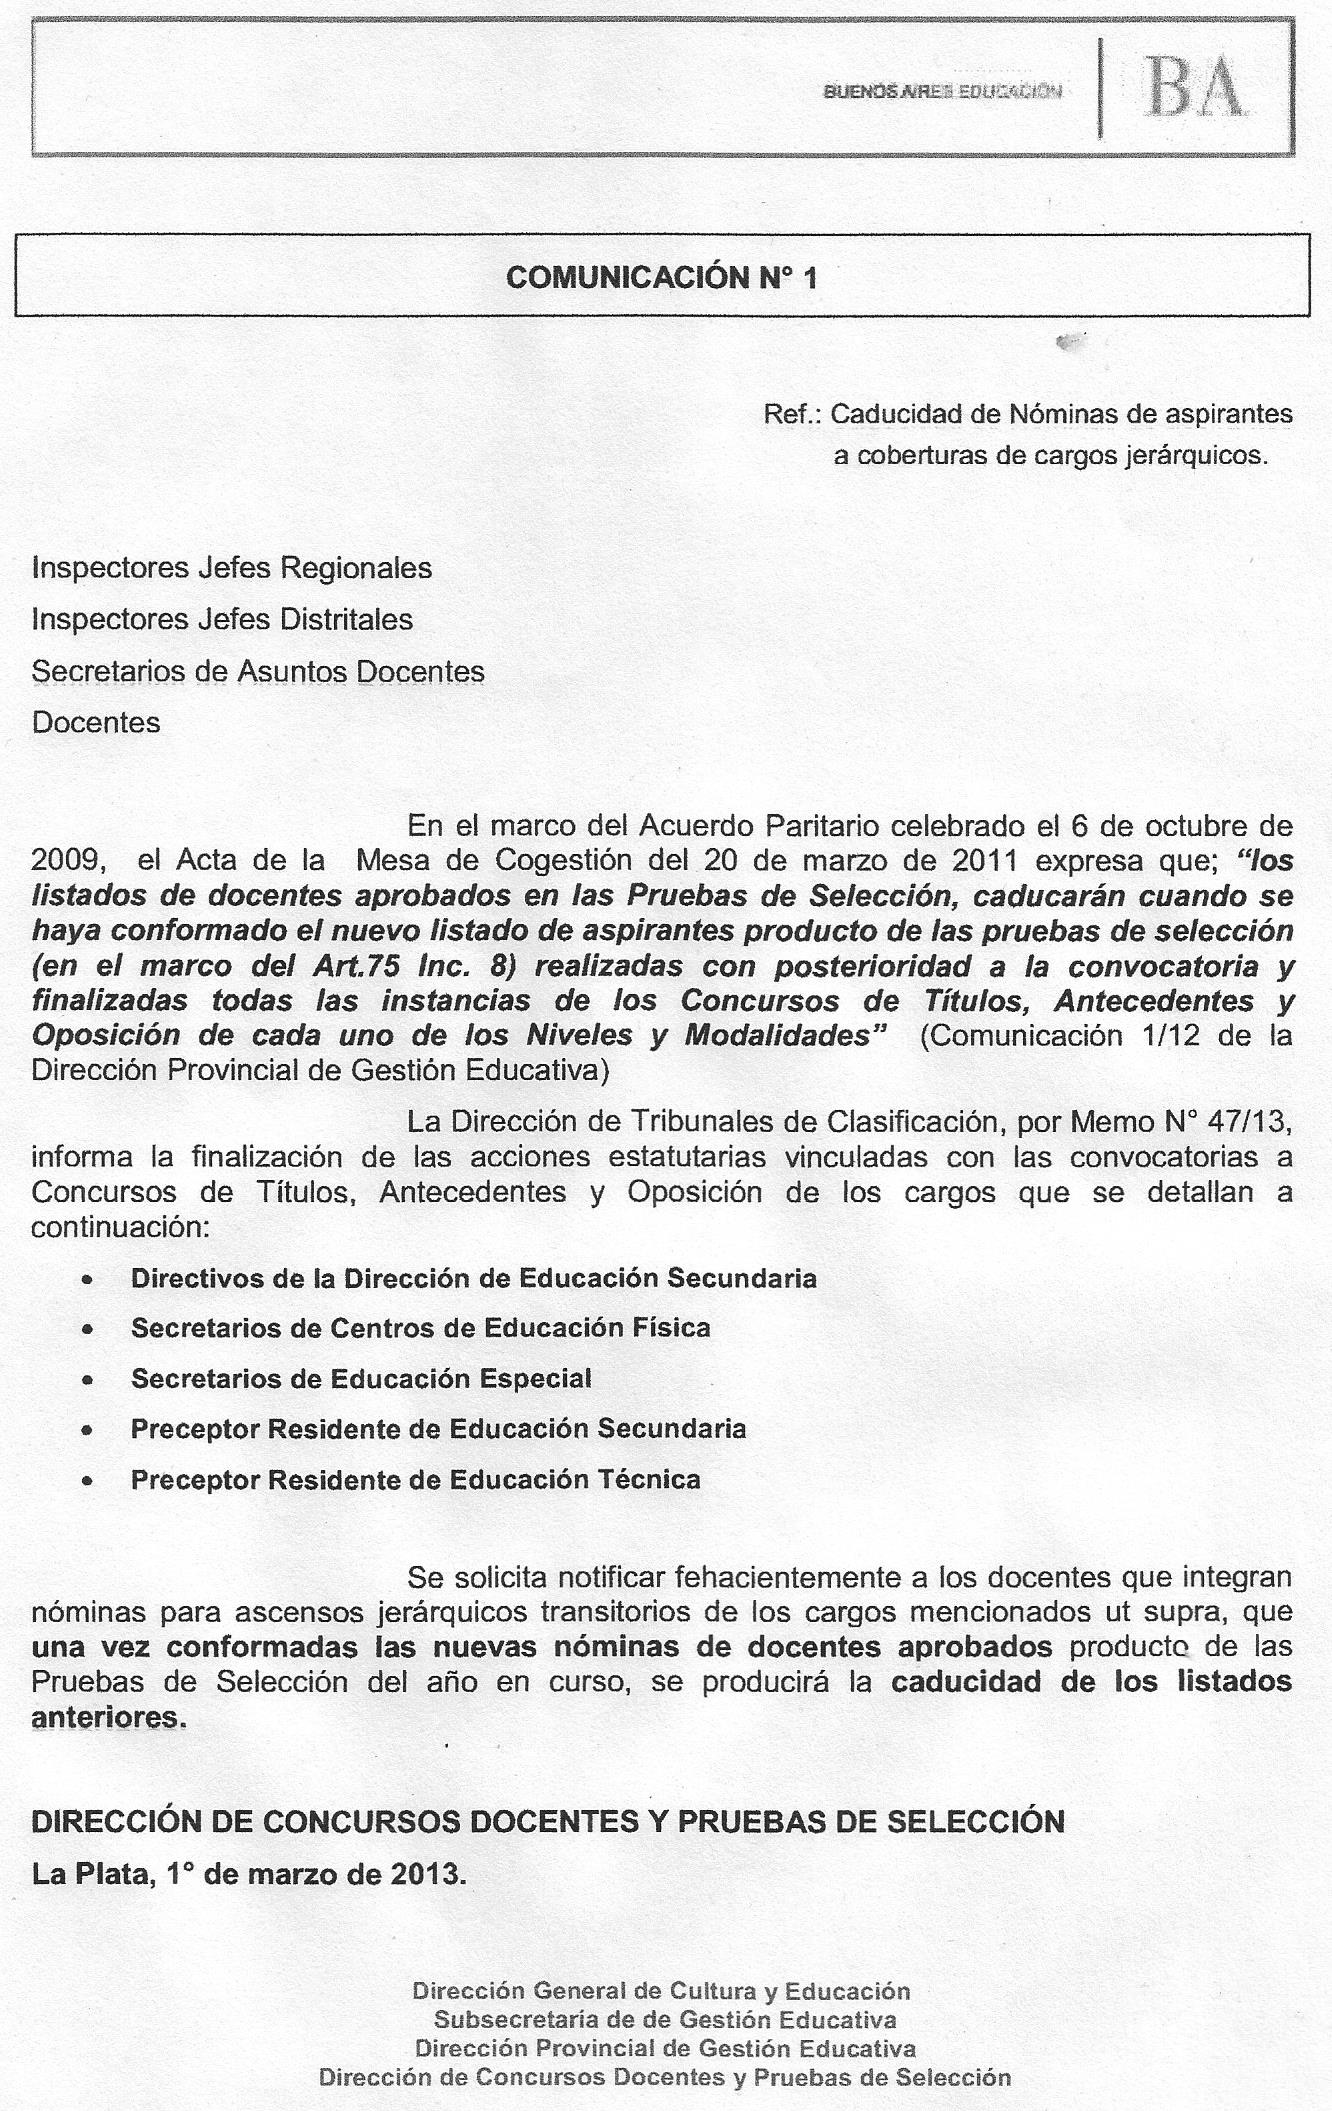 BUENOS AIRES EDUCACIÓN
BA
COMUNICACIÓN N° 1
Ref.: Caducidad de Nóminas de aspirantes
a coberturas de cargos jerárquicos.
Inspectores Jefes Regionales
Inspectores Jefes Distritales
Secretarios de Asuntos Docentes
Docentes
En el marco del Acuerdo Paritario celebrado el 6 de octubre de
2009, el Acta de la Mesa de Cogestión del 20 de marzo de 2011 expresa que; “los
listados de docentes aprobados en las Pruebas de Selección, caducarán cuando se
haya conformado el nuevo listado de aspirantes producto de las pruebas de selección
(en el marco del Art.75 Inc. 8) realizadas con posterioridad a la convocatoria y
finalizadas todas las instancias de los Concursos de Títulos, Antecedentes y
Oposición de cada uno de los Niveles y Modalidades” (Comunicación 1/12 de la
Dirección Provincial de Gestión Educativa)
La Dirección de Tribunales de Clasificación, por Memo N° 47/13,
informa la finalización de las acciones estatutarias vinculadas con las convocatorias a
Concursos de Títulos, Antecedentes y Oposición de los cargos que se detallan a
continuación:
• Directivos de la Dirección de Educación Secundaria
• Secretarios de Centros de Educación Física
• Secretarios de Educación Especial
• Preceptor Residente de Educación Secundaria
• Preceptor Residente de Educación Técnica
Se solicita notificar fehacientemente a los docentes que integran
nóminas para ascensos jerárquicos transitorios de los cargos mencionados ut supra, que
una vez conformadas las nuevas nóminas de docentes aprobados producto de las
Pruebas de Selección del año en curso, se producirá la caducidad de los listados
anteriores.
DIRECCIÓN DE CONCURSOS DOCENTES Y PRUEBAS DE SELECCIÓN
La Plata, 1° de marzo de 2013.
Dirección General de Cultura y Educación
Subsecretaría de de Gestión Educativa
Dirección Provincial de Gestión Educativa
Dirección de Concursos Docentes y Pruebas de Selección